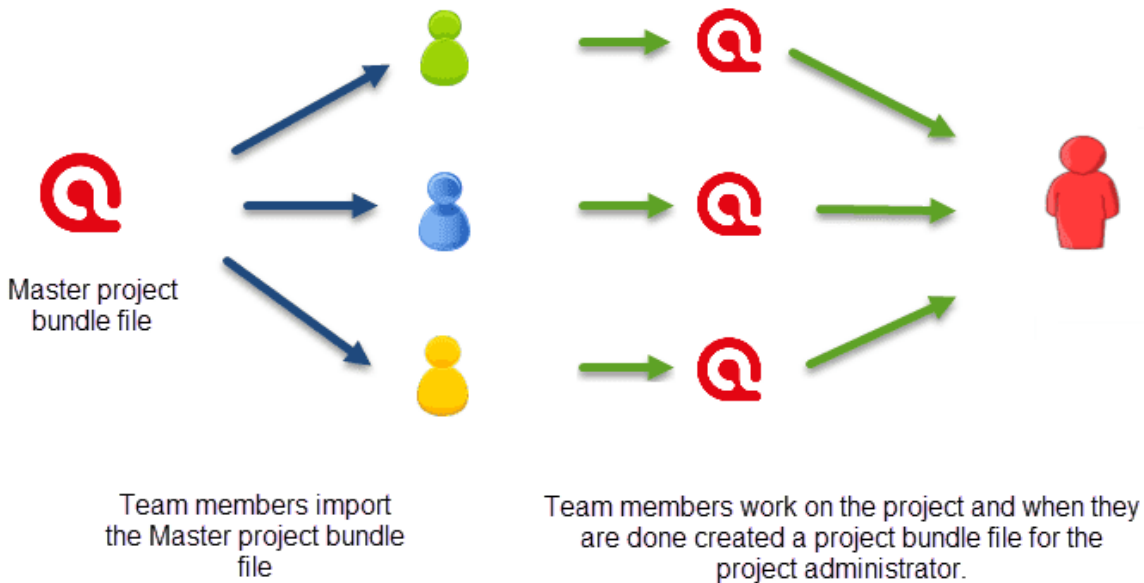 Master project
bundle file
Team members import
the Master project bundle
file
Team members work on the project and when they
are done created a project bundle file for the
project administrator.